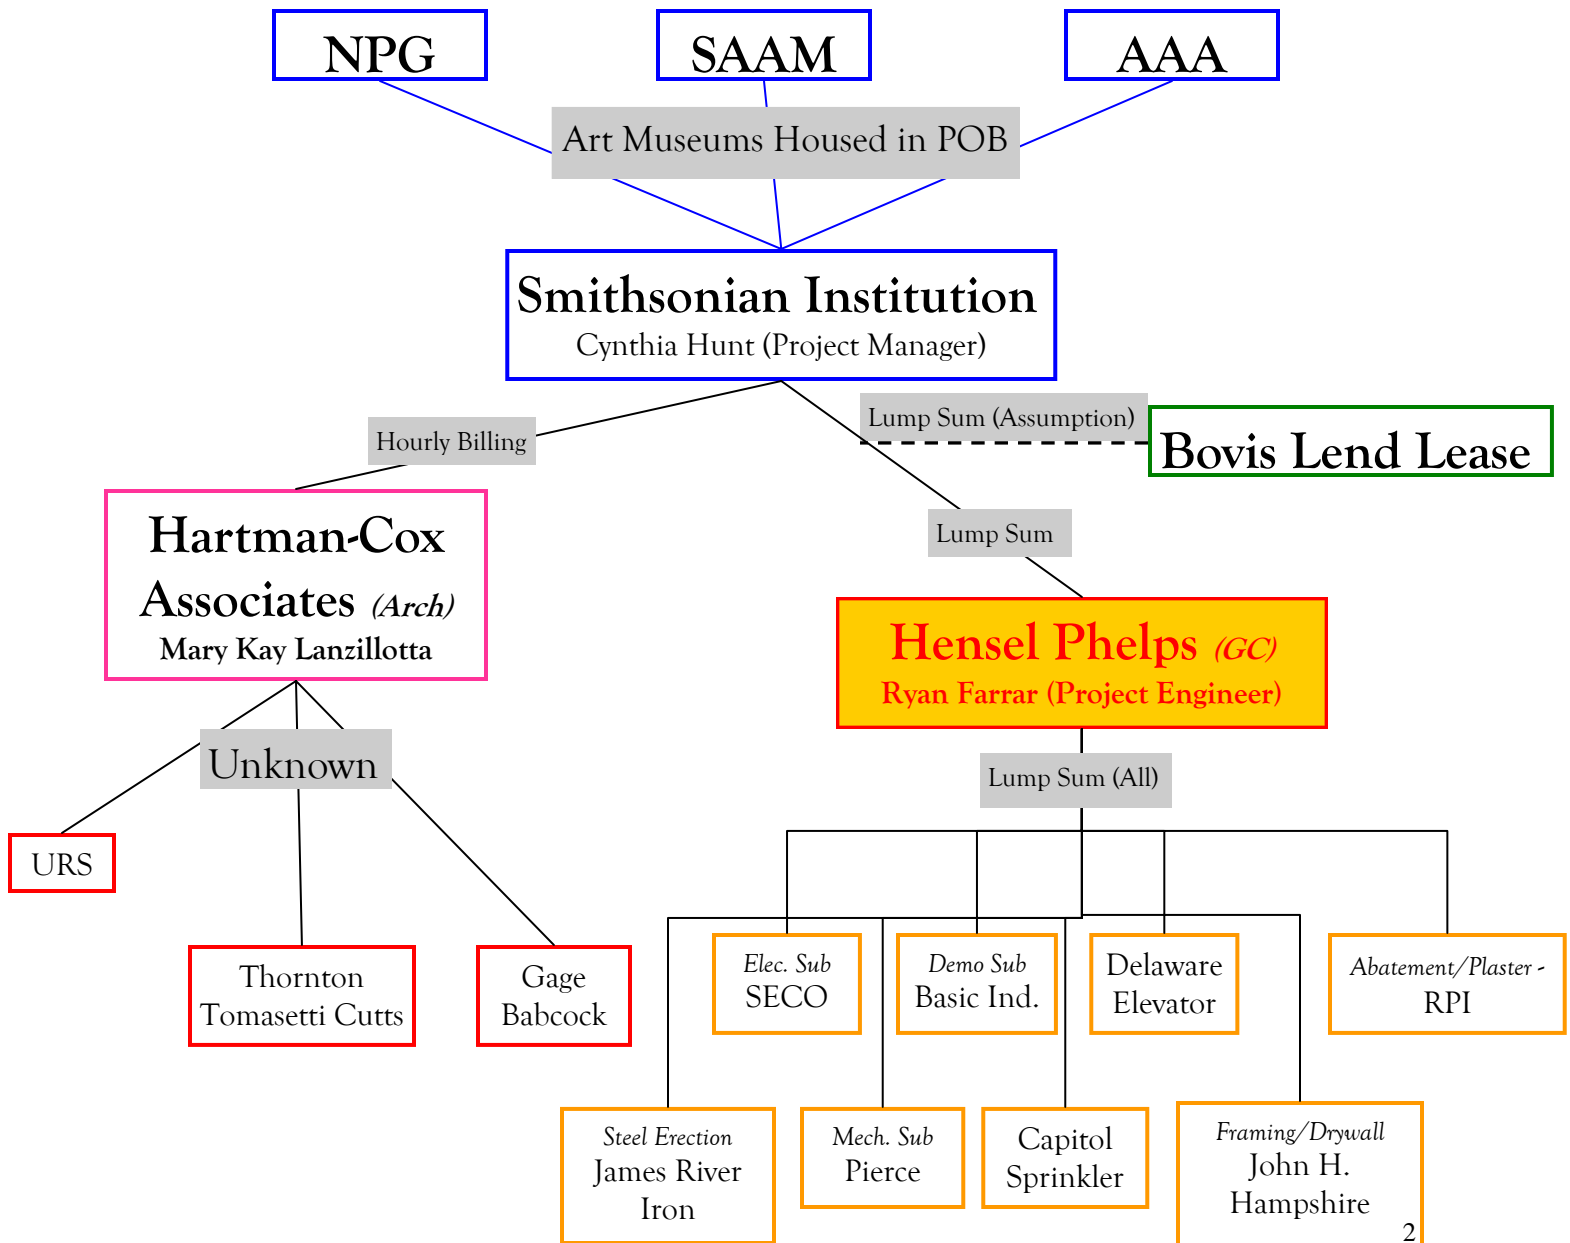 NPG
SAAM
AAA
Art Museums Housed in POB
Smithsonian Institution
Cynthia Hunt (Project Manager)
Hourly Billing
Lump Sum (Assumption)
Bovis Lend Lease
Hartman-Cox
Associates (Arch)
Mary Kay Lanzillotta
Lump Sum
Hensel Phelps (GC)
Ryan Farrar (Project Engineer)
Unknown
Lump Sum (All)
URS
Thornton
Tomasetti Cutts
Gage
Babcock
Elec. Sub
SECO
Demo Sub
Basic Ind.
Delaware
Elevator
Abatement/Plaster -
RPI
Steel Erection
James River
Iron
Mech. Sub
Pierce
Capitol
Sprinkler
Framing/Drywall
John H.
Hampshire
2